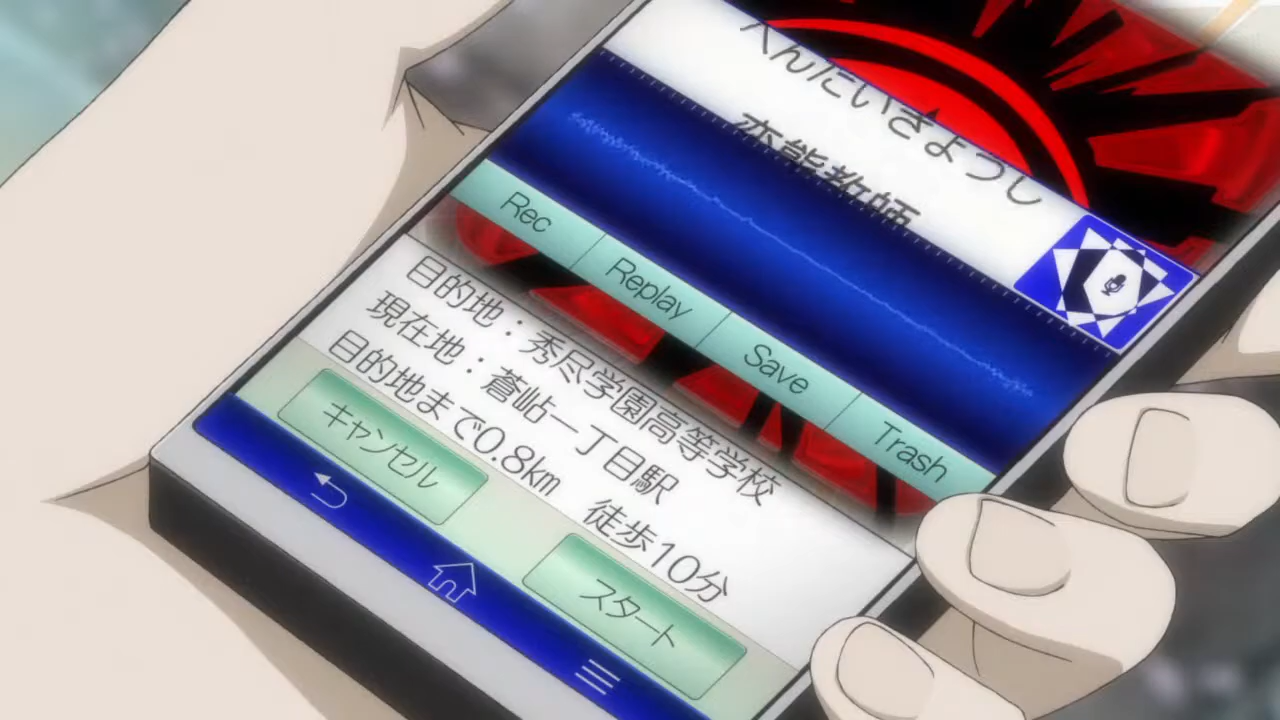 へんたいきょうし
変態教師
Rec
Replay
Save
Trash
目的地：秀尽学園高等学校
現在地：蒼岾一丁目駅
目的地まで0.8km 徒歩10分
キャンセル
スタート